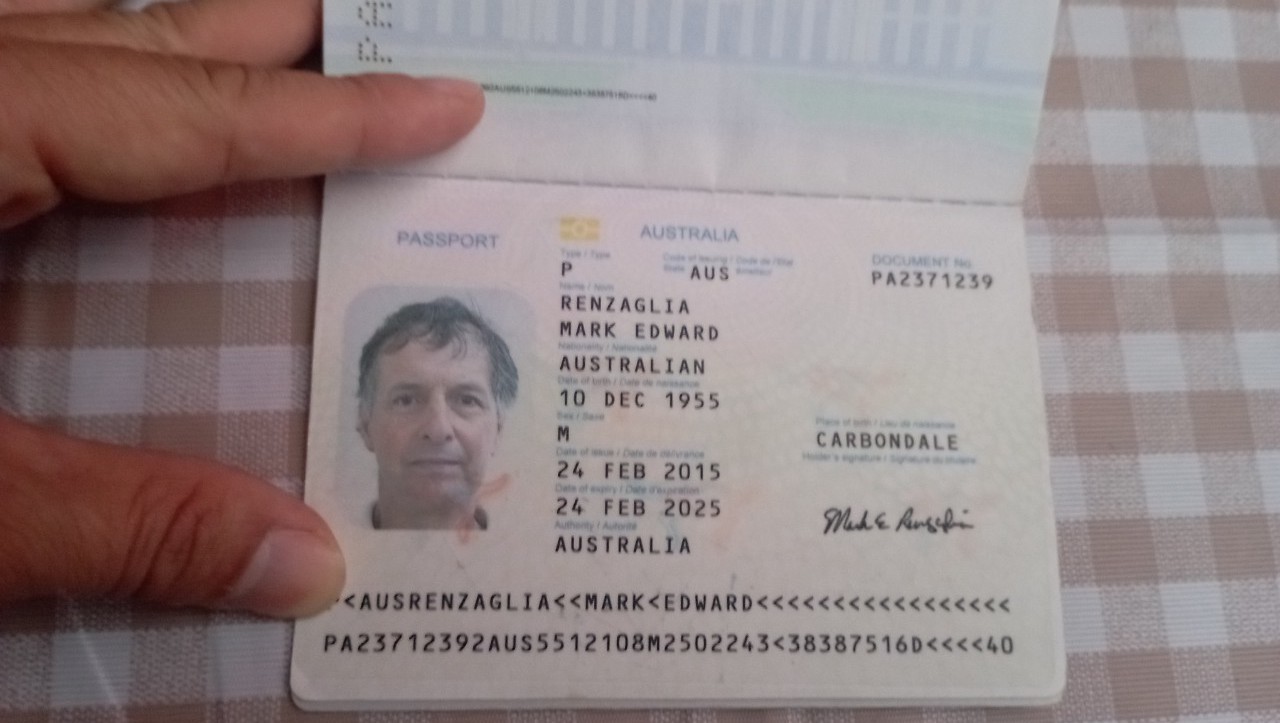 PASSPORT
AUSTRALIA
Type / Type
Code of issuing / Code de l'état
State
DOCUMENT No.
P
AUS
PA2371239
Name / Nom
RENZAGLIA
MARK EDWARD
Nationality / Nationalité
AUSTRALIAN
Date of birth / Date de naissance
10 DEC 1955
Sex / Sexe
M
Place of birth / Lieu de naissance
CARBONDALE
Date of issue / Date de délivrance
Holder's signature / Signature du titulaire
24 FEB 2015
Date of expiry / Date d'expiration
24 FEB 2025
Mark E Renzaglia
Authority / Autorité
AUSTRALIA
<AUSRENZAGLIA<<MARK<EDWARD<<<<<<<<<<<<<<<<<<
PA23712392AUS5512108M2502243<38387516D<<<<40